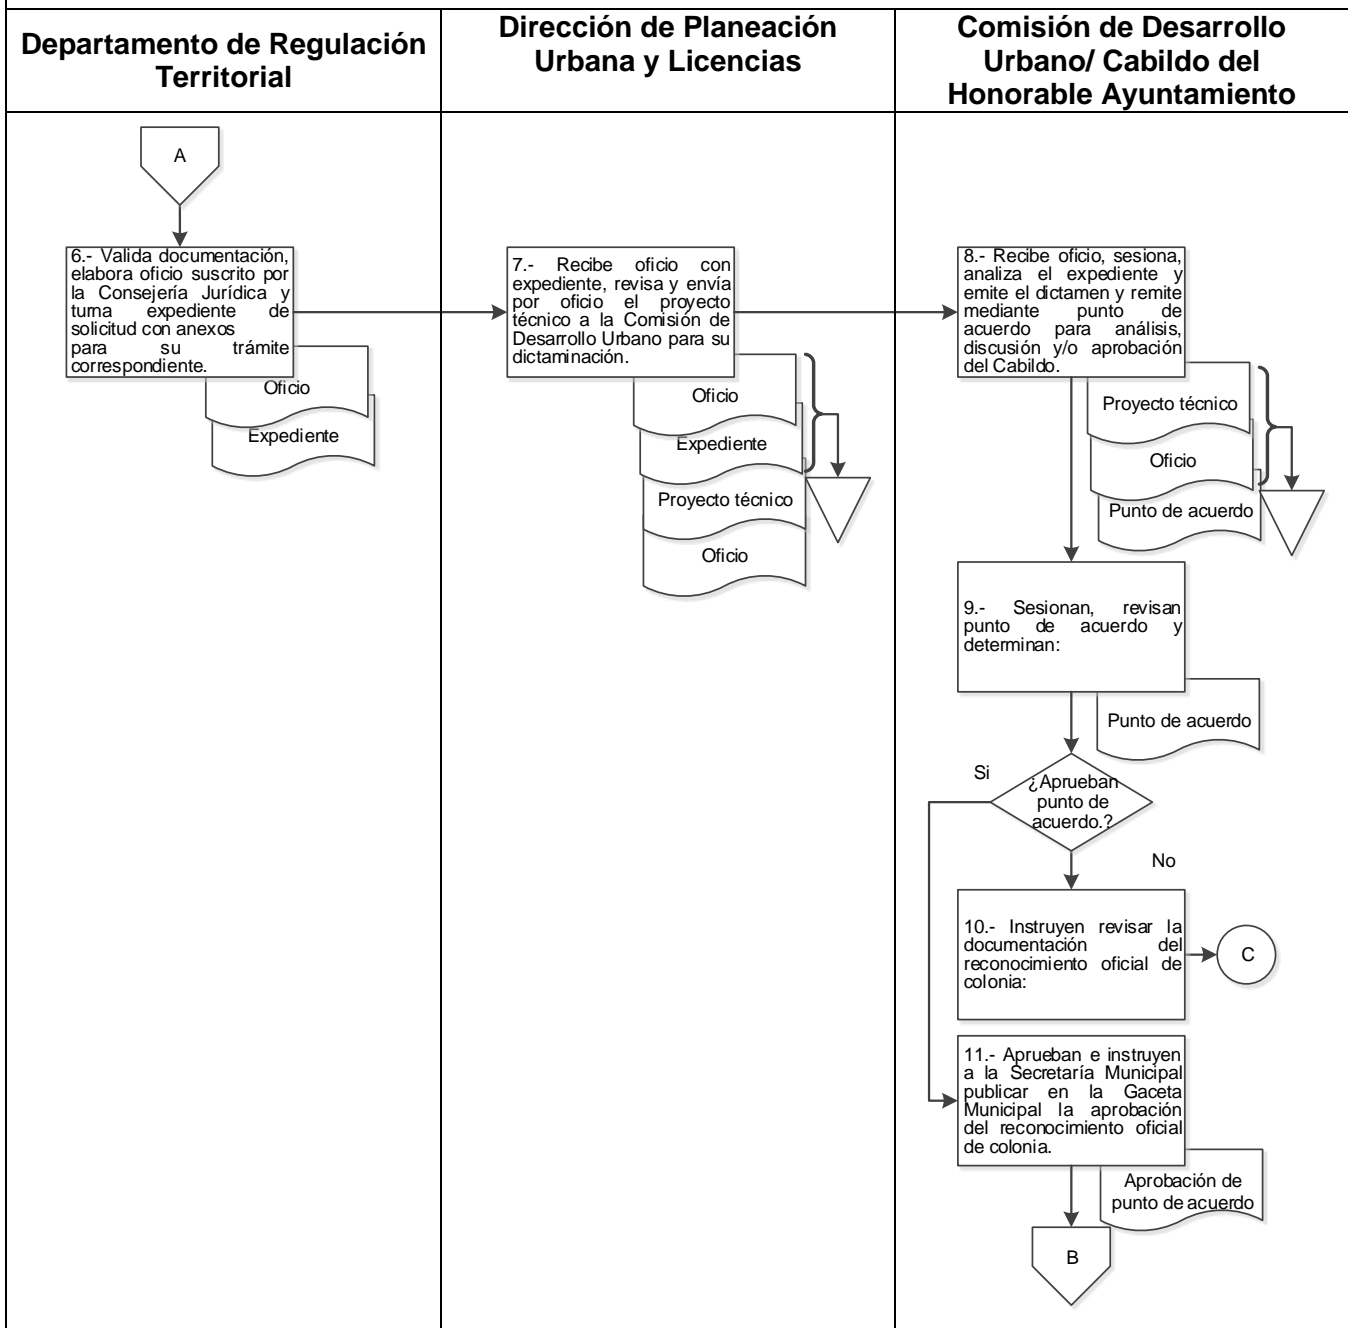 Departamento de Regulación
Territorial
Dirección de Planeación
Urbana y Licencias
Comisión de Desarrollo
Urbano/ Cabildo del
Honorable Ayuntamiento
A
6.- Valida documentación,
elabora oficio suscrito por
la Consejería Jurídica y
turna expediente de
solicitud con anexos
para su trámite
correspondiente.
Oficio
Expediente
7.- Recibe oficio con
expediente, revisa y envía
por oficio el proyecto
técnico a la Comisión de
Desarrollo Urbano para su
dictaminación.
Oficio
Expediente
Proyecto técnico
Oficio
8.- Recibe oficio, sesiona,
analiza el expediente y
emite el dictamen y remite
mediante punto de
acuerdo para análisis,
discusión y/o aprobación
del Cabildo.
Proyecto técnico
Oficio
Punto de acuerdo
9.- Sesionan, revisan
punto de acuerdo y
determinan:
Punto de acuerdo
Si
¿Aprueban
punto de
acuerdo.?
No
10.- Instruyen revisar la
documentación del
reconocimiento oficial de
colonia:
C
11.- Aprueban e instruyen
a la Secretaría Municipal
publicar en la Gaceta
Municipal la aprobación
del reconocimiento oficial
de colonia.
Aprobación de
punto de acuerdo
B